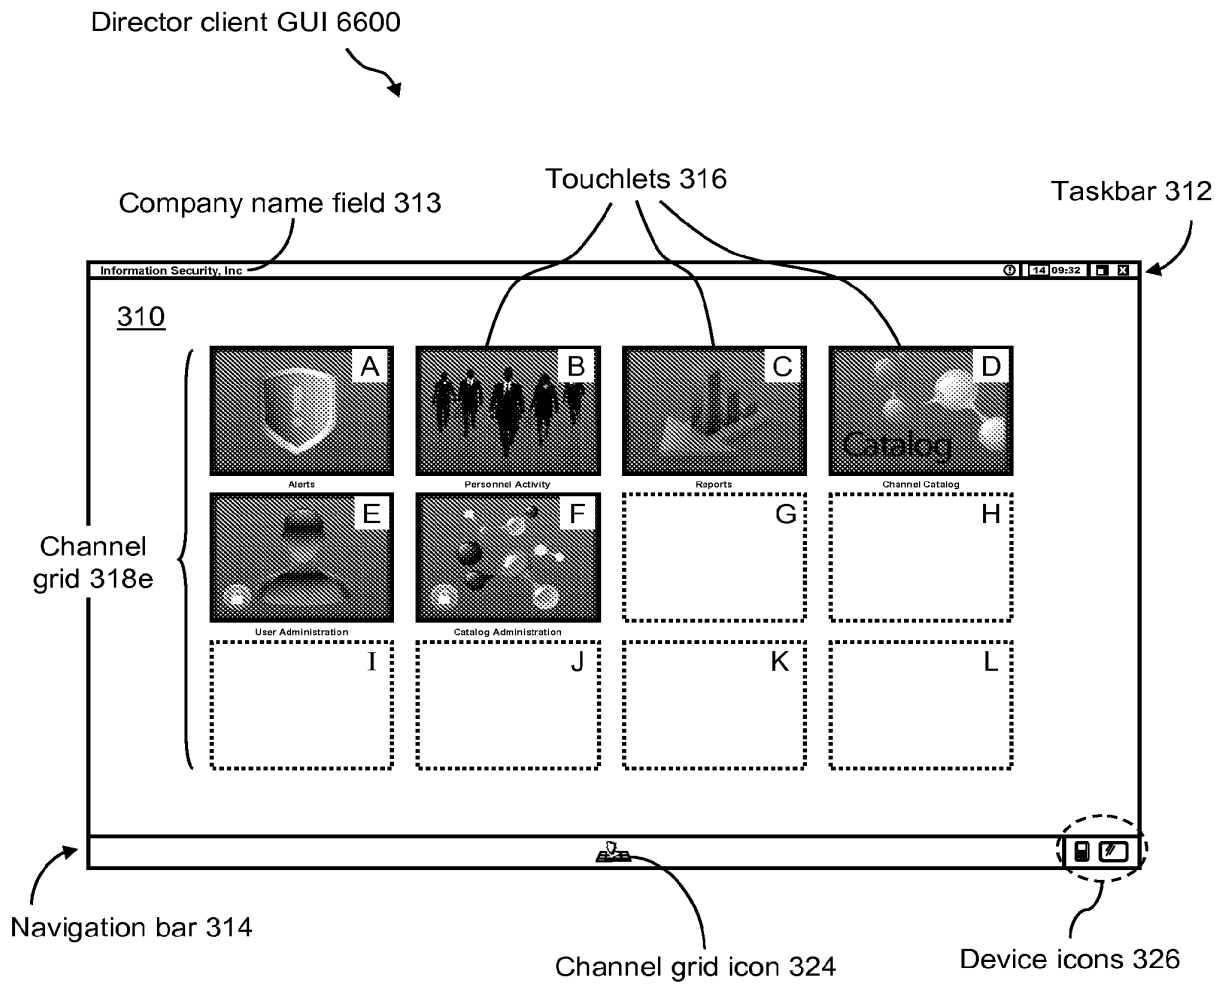 Director client GUI 6600
Touchlets 316
Company name field 313
Taskbar 312
Information Security, Inc
14 09:32
310
A
B
C
D
Catalog
Alerts
Personnel Activity
Raports
Channel Catalog
E
F
G
H
Channel
grid 318e
User Administration
Catalog Administration
I
J
K
L
Navigation bar 314
Channel grid icon 324
Device icons 326